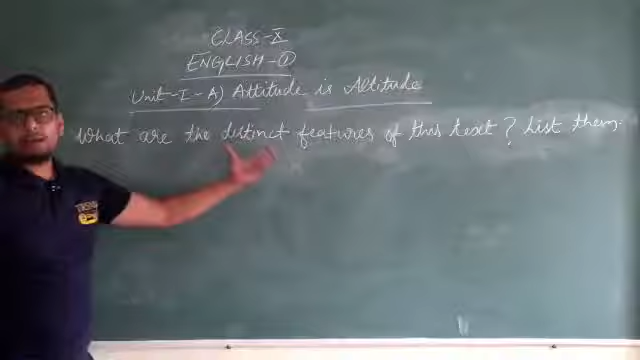 CLASS-X
ENGLISH-①
Unit-I-A) Attitude is Altitude
What are the distinct features of this text? List them.